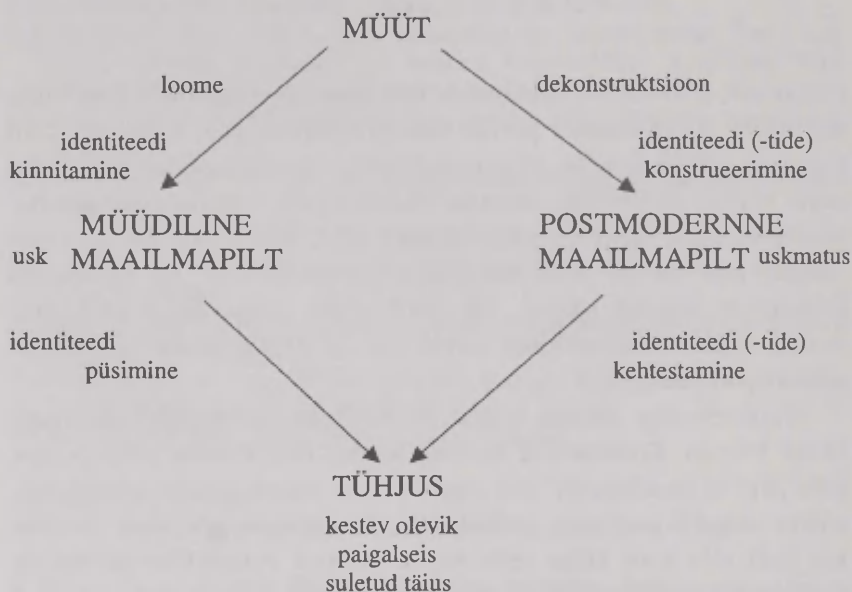 MÜÜT
loome
dekonstruktsioon
identiteedi
kinnitamine
identiteedi (-tide)
konstrueerimine
MÜÜDILINE
usk MAAILMAPILT
POSTMODERNNE
MAAILMAPILT uskmatus
identiteedi
püsimine
identiteedi (-tide)
kehtestamine
TÜHJUS
kestev olevik
paigalseis
suletud täius